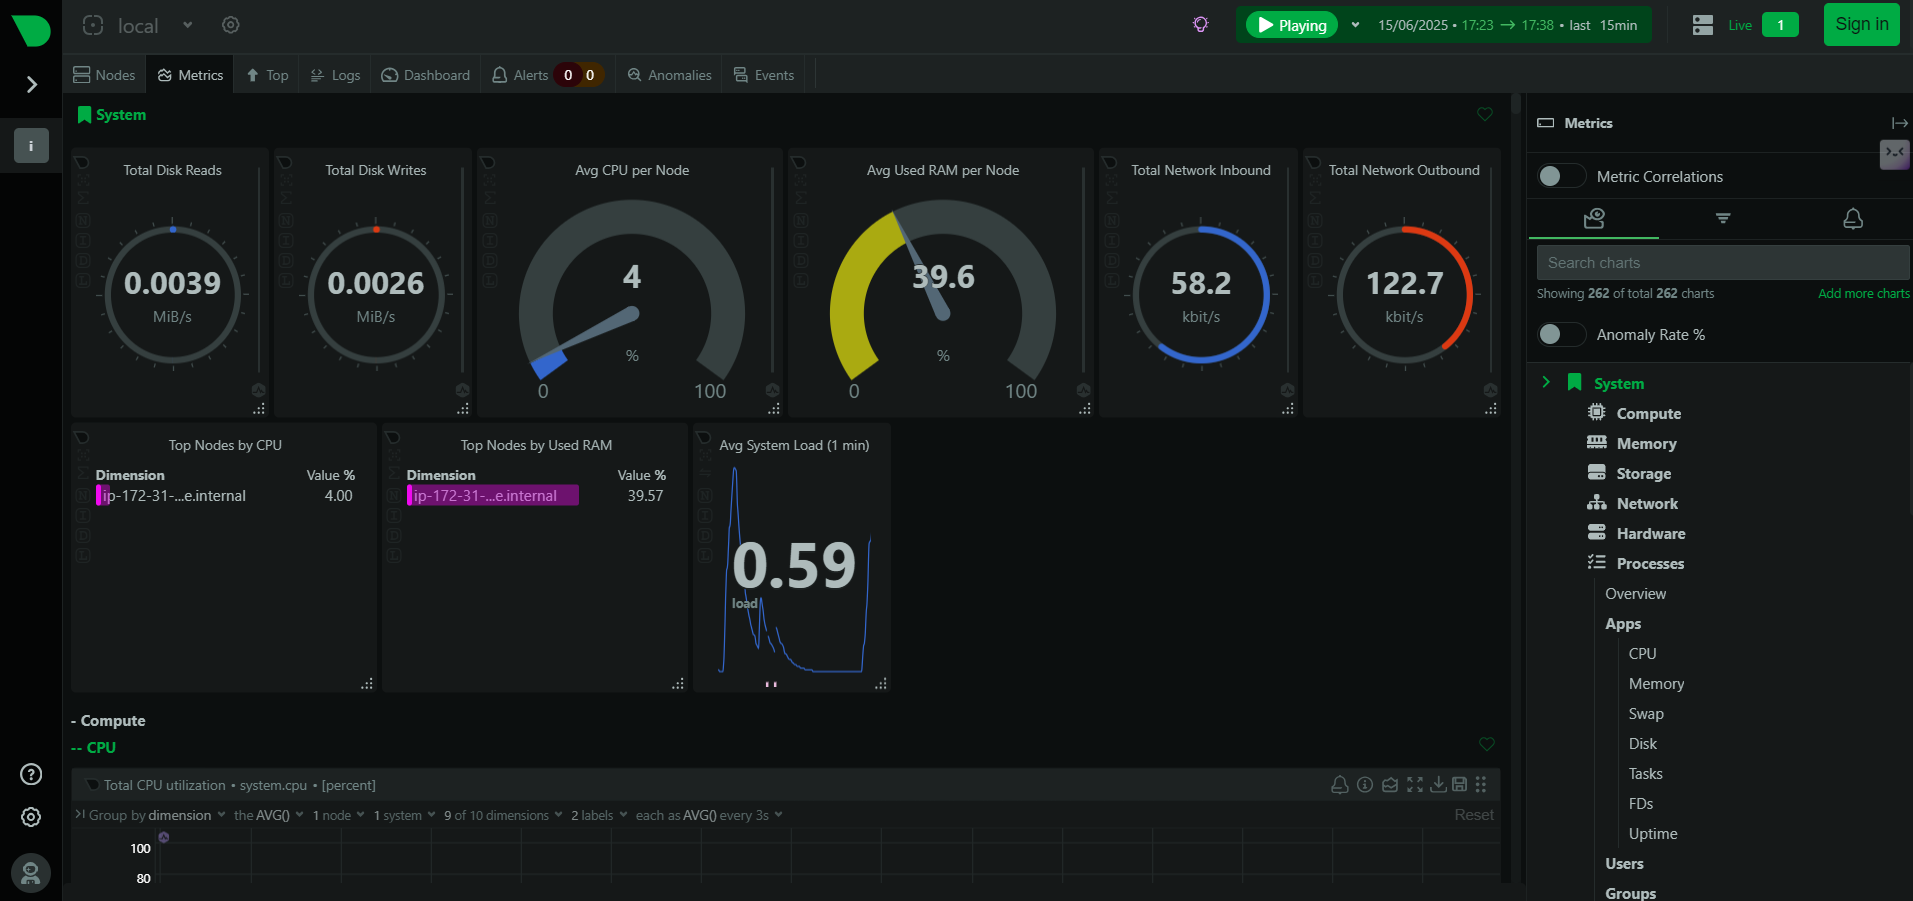 local
Playing
15/06/2025 • 17:23 → 17:38 • last 15min
Live
1
Sign in
Nodes
Metrics
Top
Logs
Dashboard
Alerts 0 0
Anomalies
Events
i
System
Total Disk Reads
0.0039
MiB/s
Total Disk Writes
0.0026
MiB/s
Avg CPU per Node
4
%
0 100
Avg Used RAM per Node
39.6
%
0 100
Total Network Inbound
58.2
kbit/s
Total Network Outbound
122.7
kbit/s
Top Nodes by CPU
Dimension Value %
ip-172-31-...e.internal 4.00
Top Nodes by Used RAM
Dimension Value %
ip-172-31-...e.internal 39.57
Avg System Load (1 min)
0.59
load
- Compute
-- CPU
Total CPU utilization • system.cpu • [percent]
Group by dimension the AVG() 1 node 1 system 9 of 10 dimensions 2 labels each as AVG() every 3s
Reset
100
80
Metrics
Metric Correlations
Search charts
Showing 262 of total 262 charts
Add more charts
Anomaly Rate %
System
Compute
Memory
Storage
Network
Hardware
Processes
Overview
Apps
CPU
Memory
Swap
Disk
Tasks
FDs
Uptime
Users
Groups